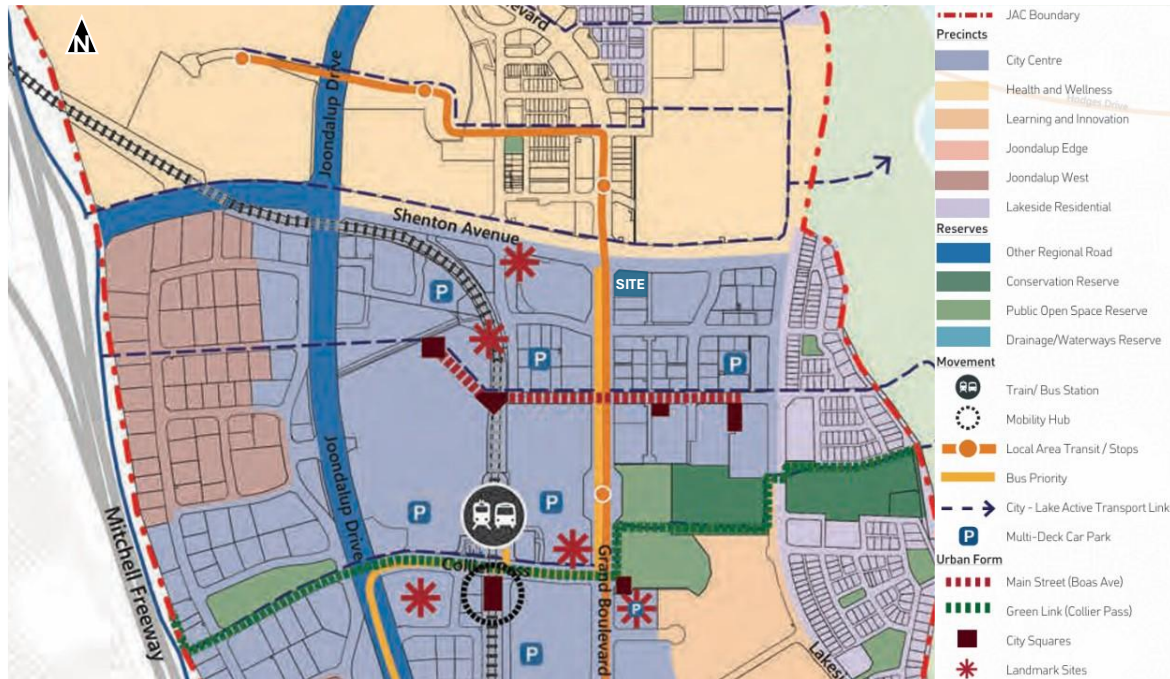 N
oulevard
Joondalup Drive
Shenton Avenue
SITE
P
P
P
Joondalup Drive
P
P
Mitchell Freeway
Collier Pass
Grand Boulevard
P
P
Lakesi
JAC Boundary
Precincts
City Centre
Health and Wellness
Hodges Drive
Learning and Innovation
Joondalup Edge
Joondalup West
Lakeside Residential
Reserves
Other Regional Road
Conservation Reserve
Public Open Space Reserve
Drainage/Waterways Reserve
Movement
Train/ Bus Station
Mobility Hub
Local Area Transit / Stops
Bus Priority
City - Lake Active Transport Link
P Multi-Deck Car Park
Urban Form
Main Street (Boas Ave)
Green Link (Collier Pass)
City Squares
Landmark Sites